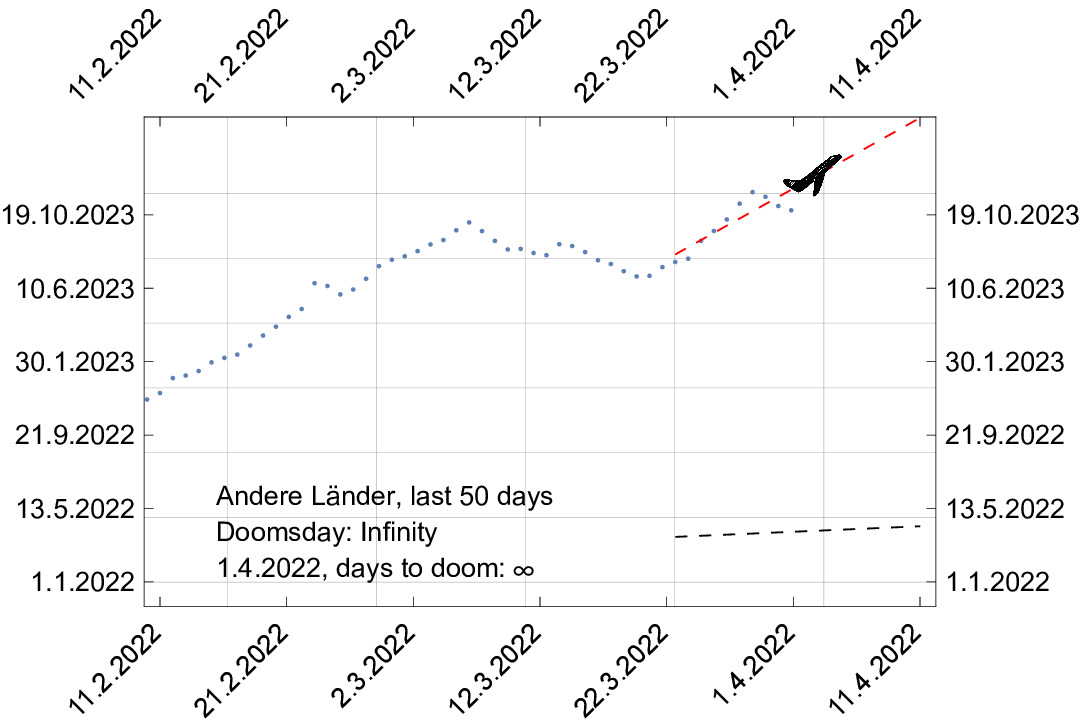 11.2.2022 21.2.2022 2.3.2022 12.3.2022 22.3.2022 1.4.2022 11.4.2022
19.10.2023 19.10.2023
10.6.2023 10.6.2023
30.1.2023 30.1.2023
21.9.2022 21.9.2022
Andere Länder, last 50 days
13.5.2022 13.5.2022
Doomsday: Infinity
1.4.2022, days to doom: ∞
1.1.2022 1.1.2022
11.2.2022 21.2.2022 2.3.2022 12.3.2022 22.3.2022 1.4.2022 11.4.2022